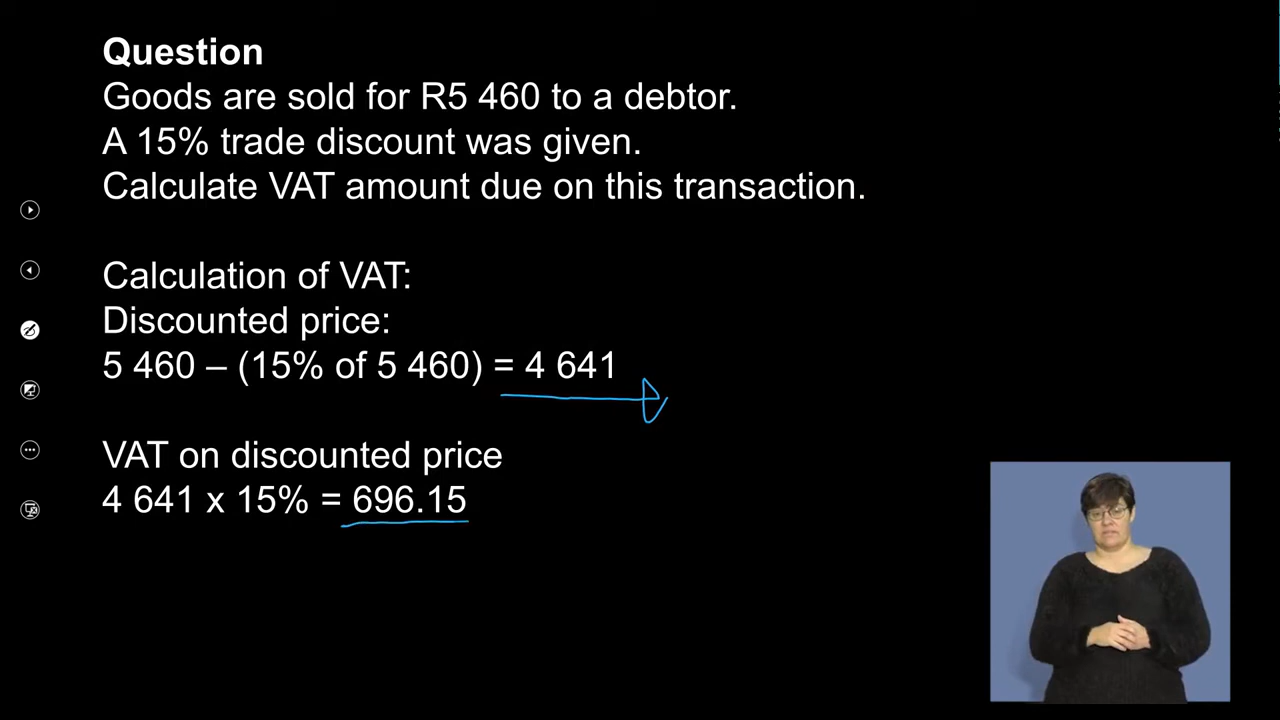 Question
Goods are sold for R5 460 to a debtor.
A 15% trade discount was given.
Calculate VAT amount due on this transaction.
Calculation of VAT:
Discounted price:
5 460 – (15% of 5 460) = 4 641
VAT on discounted price
4 641 x 15% = 696.15